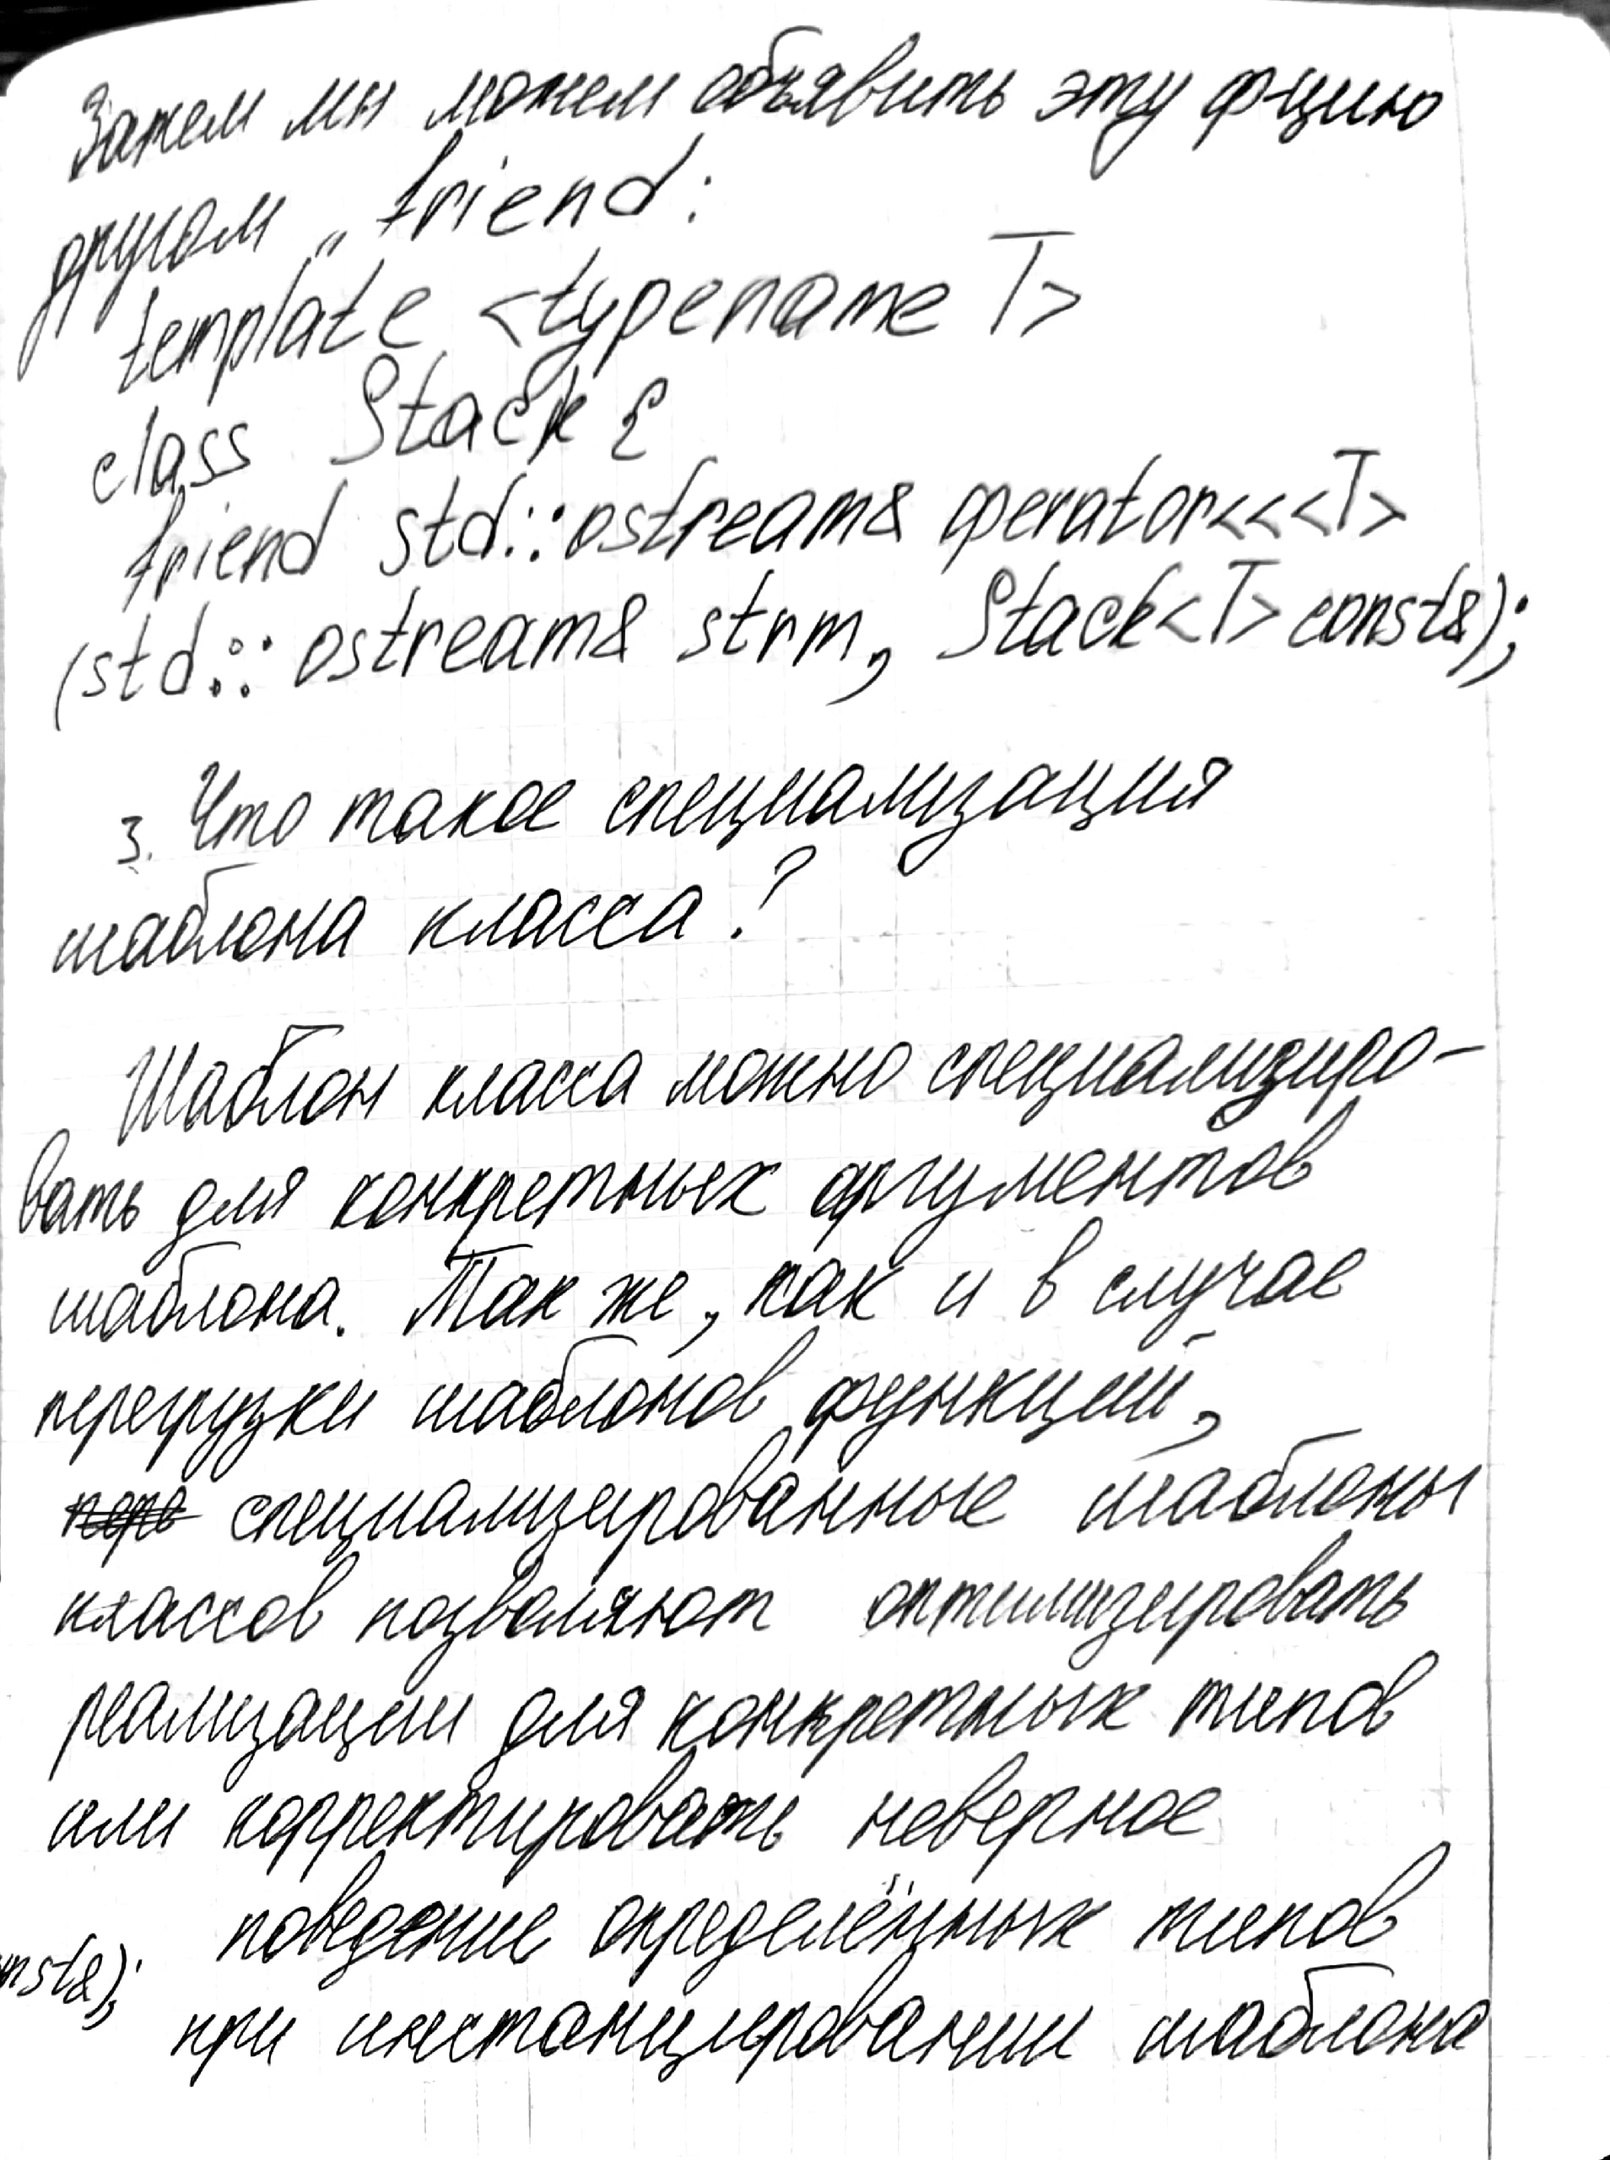 Затем мы можем объявить эту фцию
другом „ friend:
template <typename T>
class Stack {
friend std::ostream& operator<<<T>
(std::ostream& strm, Stack<T> const&);
3. Что такое специализация
шаблона класса?
Шаблон класса можно специализиро-
вать для конкретных аргументов
шаблона. Так же, как и в случае
перегрузки шаблонов функций,
специализированные шаблоны
классов позволяют оптимизировать
реализации для конкретных типов
или корректировать неверное
поведение определённых типов
nst&);
при инстанцировании шаблона